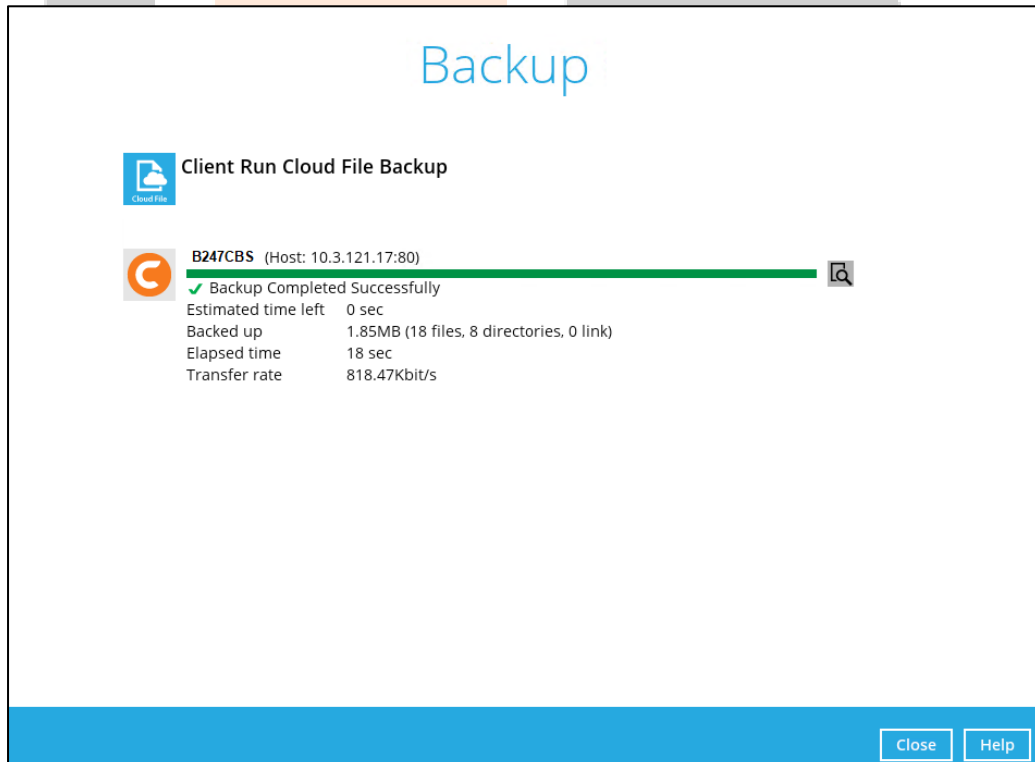 Backup
Client Run Cloud File Backup
Cloud File
B247CBS (Host: 10.3.121.17:80)
Backup Completed Successfully
Estimated time left 0 sec
Backed up 1.85MB (18 files, 8 directories, 0 link)
Elapsed time 18 sec
Transfer rate 818.47Kbit/s
Close Help